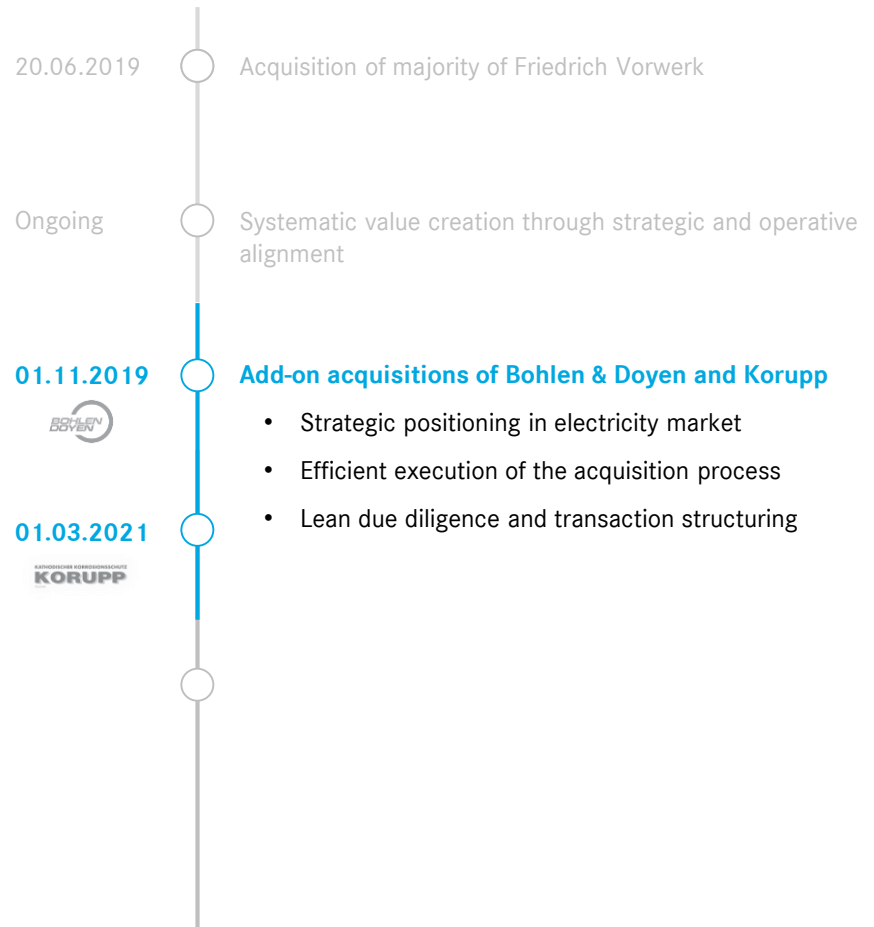 20.06.2019 Acquisition of majority of Friedrich Vorwerk
Ongoing Systematic value creation through strategic and operative
alignment
01.11.2019 Add-on acquisitions of Bohlen & Doyen and Korupp
BOHLEN
DOYEN
• Strategic positioning in electricity market
• Efficient execution of the acquisition process
• Lean due diligence and transaction structuring
01.03.2021
KATHODISCHER KORROSIONSSCHUTZ
KORUPP